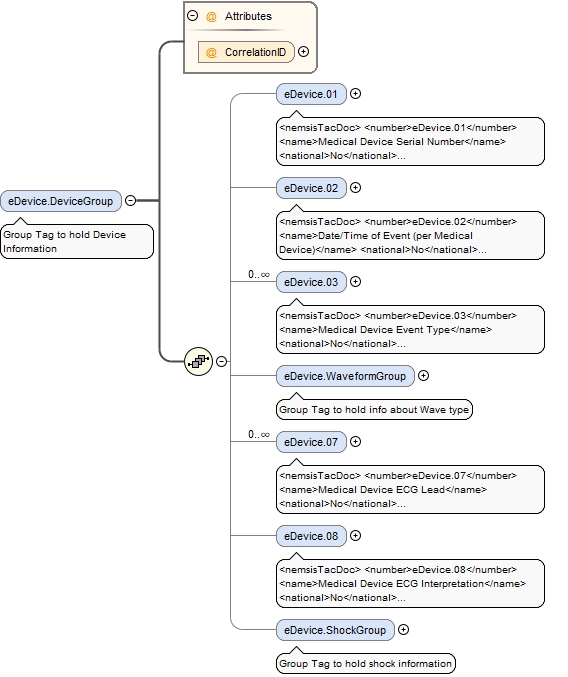 @ Attributes
@ CorrelationID
eDevice.01
<nemsisTacDoc> <number>eDevice.01</number>
<name>Medical Device Serial Number</name>
<national>No</national>...
eDevice.DeviceGroup
Group Tag to hold Device
Information
eDevice.02
<nemsisTacDoc> <number>eDevice.02</number>
<name>Date/Time of Event (per Medical
Device)</name> <national>No</national>...
0..∞
eDevice.03
<nemsisTacDoc> <number>eDevice.03</number>
<name>Medical Device Event Type</name>
<national>No</national>...
eDevice.WaveformGroup
Group Tag to hold info about Wave type
0..∞
eDevice.07
<nemsisTacDoc> <number>eDevice.07</number>
<name>Medical Device ECG Lead</name>
<national>No</national>...
eDevice.08
<nemsisTacDoc> <number>eDevice.08</number>
<name>Medical Device ECG Interpretation</name>
<national>No</national>...
eDevice.ShockGroup
Group Tag to hold shock information